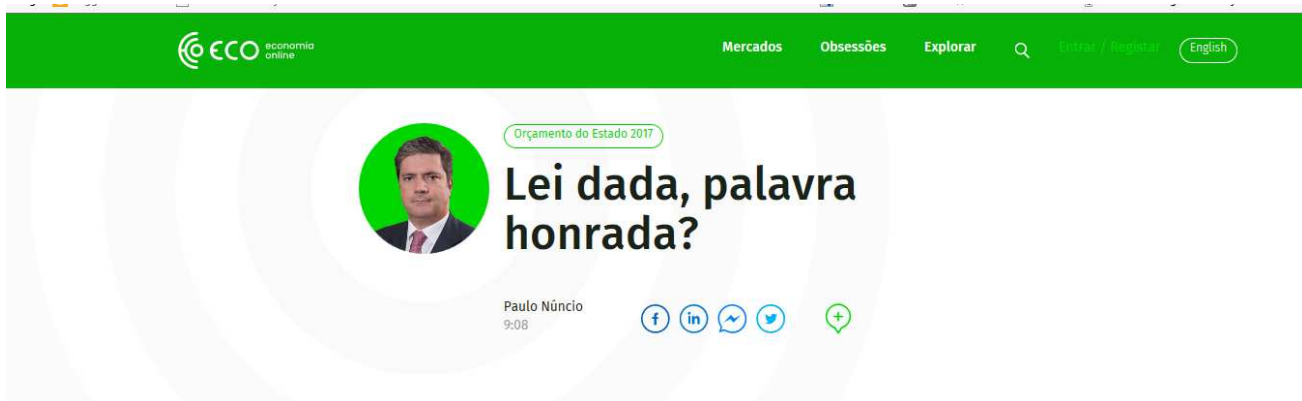 ECO economia
online
Mercados Obsessões Explorar Entrar / Registar English
Orçamento do Estado 2017
Lei dada, palavra
honrada?
Paulo Núncio
9:08